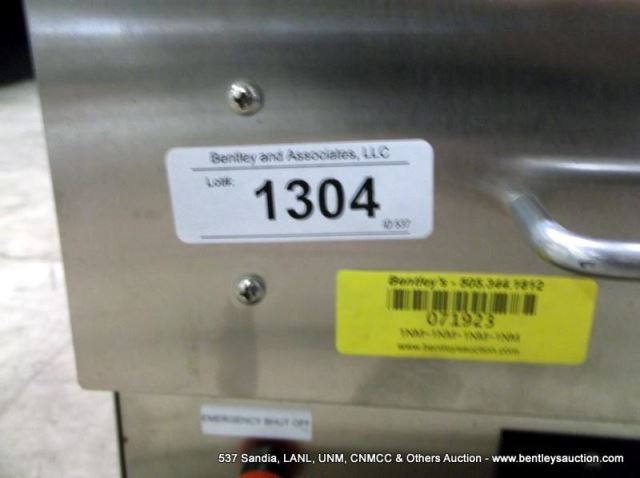 Bentley and Associates, LLC
Lot#:
1304
ID 537
Bentley's - 505.344.1812
071923
1NM-1NM-1NM-1NM
www.bentleysauction.com
EMERGENCY SHUT OFF
537 Sandia, LANL, UNM, CNMCC & Others Auction - www.bentleysauction.com